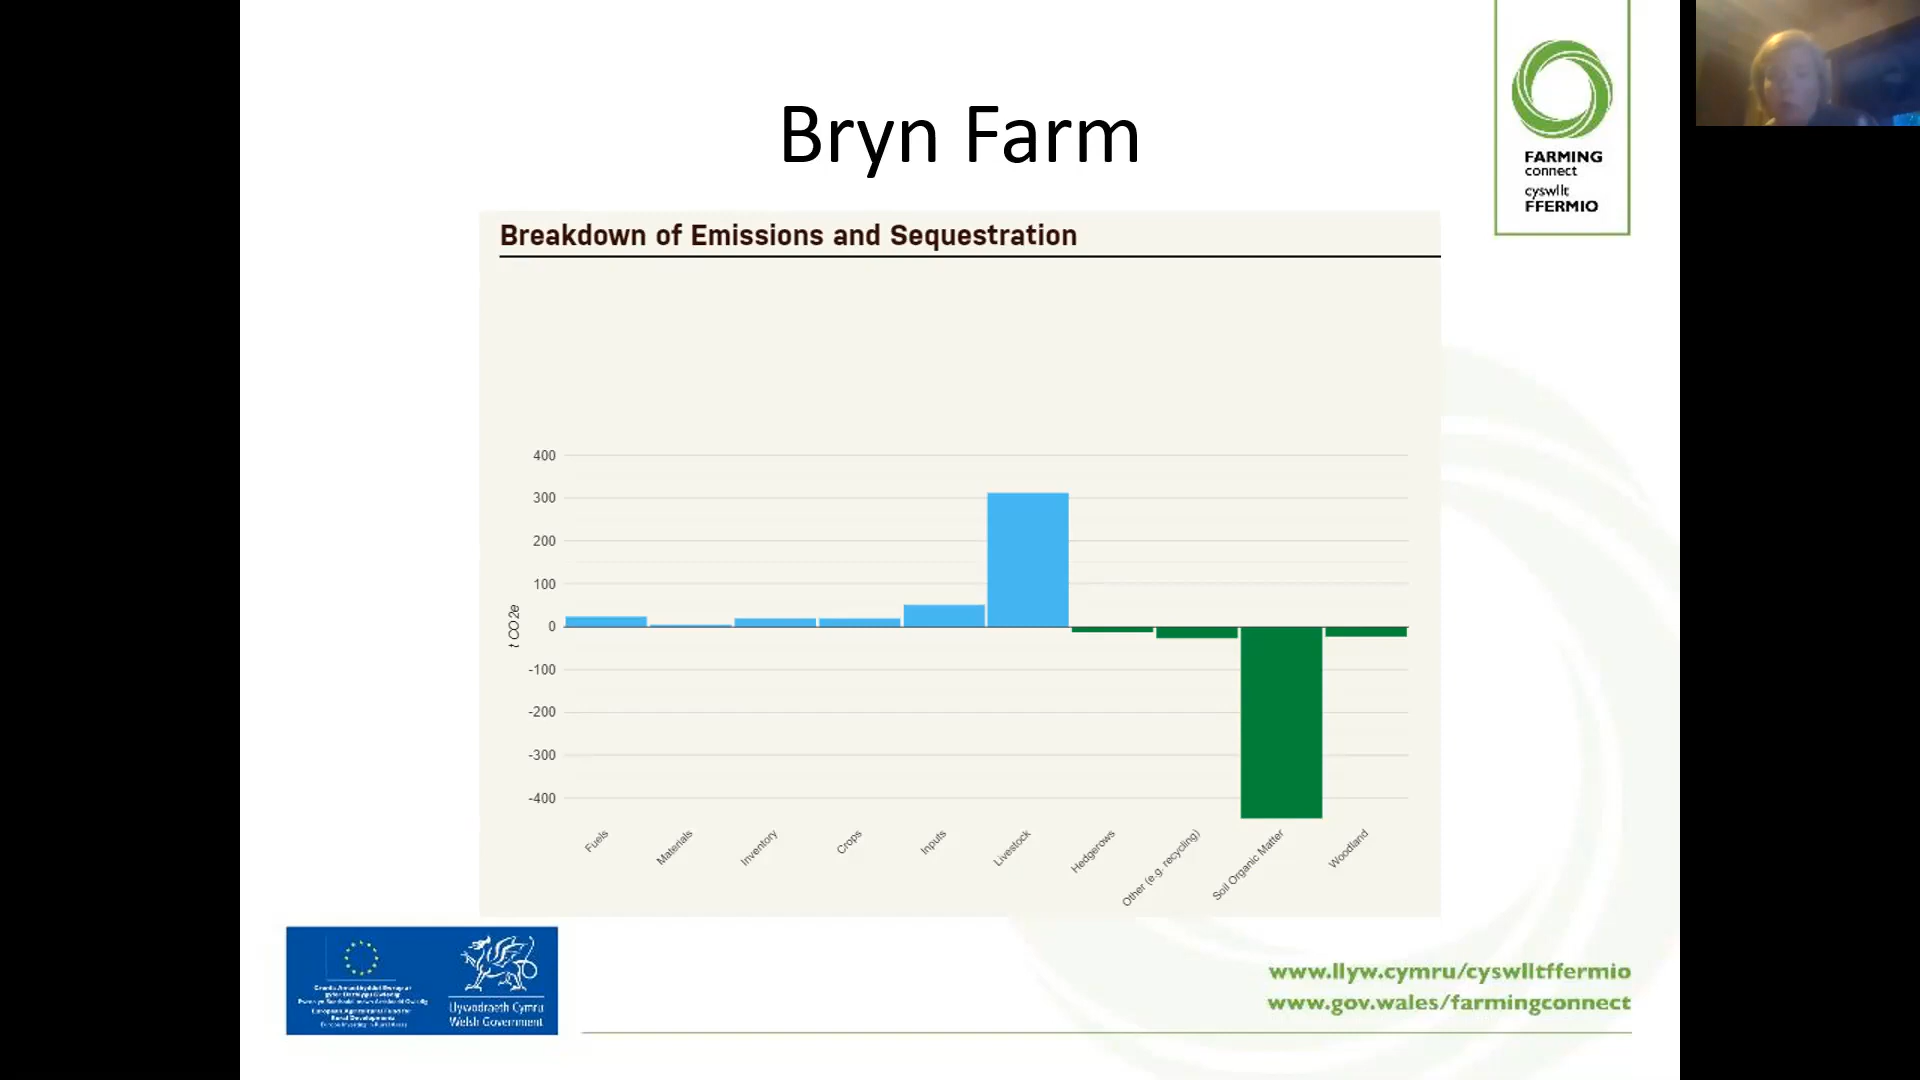 Bryn Farm
FARMING
connect
cyswllt
FFERMIO
Breakdown of Emissions and Sequestration
400
300
200
100
0
-100
-200
-300
-400
t CO2e
Fuels
Materials
Inventory
Crops
Inputs
Livestock
Hedgerows
Other (e.g. recycling)
Soil Organic Matter
Woodland
Llywodraeth Cymru
Welsh Government
www.llyw.cymru/cyswlltffermio
www.gov.wales/farmingconnect